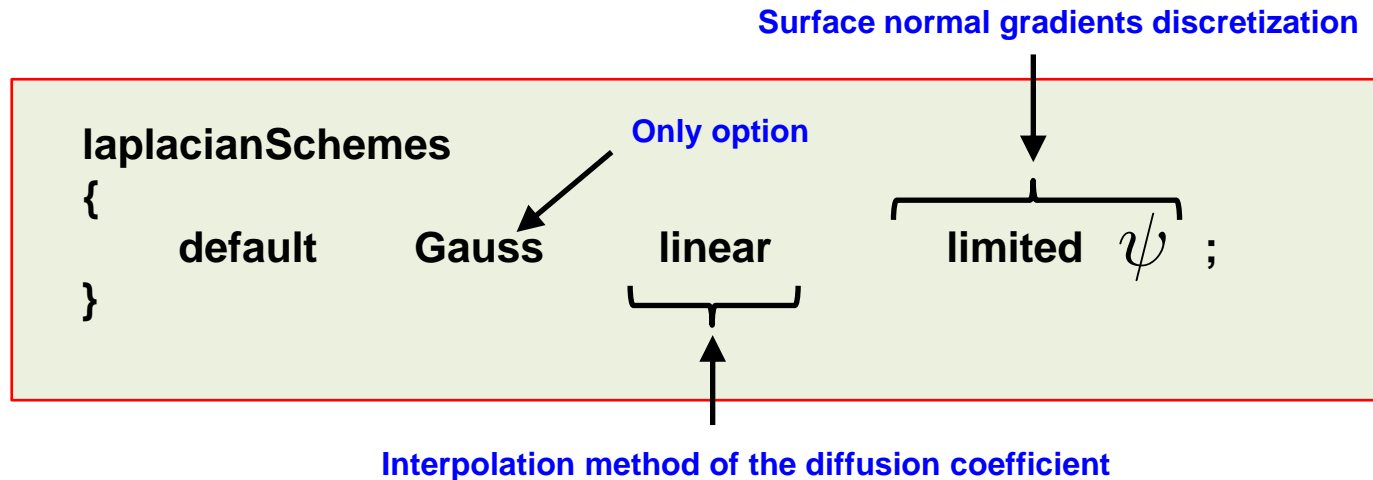 Surface normal gradients discretization
laplacianSchemes
Only option
{
default Gauss linear limited ψ ;
}
Interpolation method of the diffusion coefficient